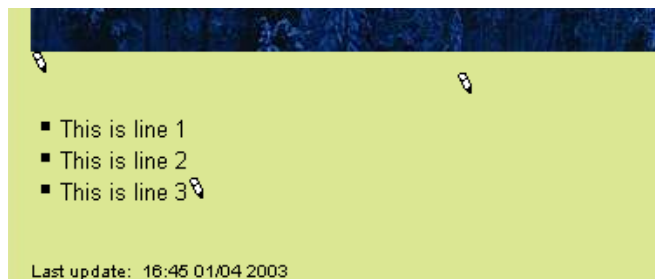 This is line 1
This is line 2
This is line 3
Last update: 16:45 01/04 2003